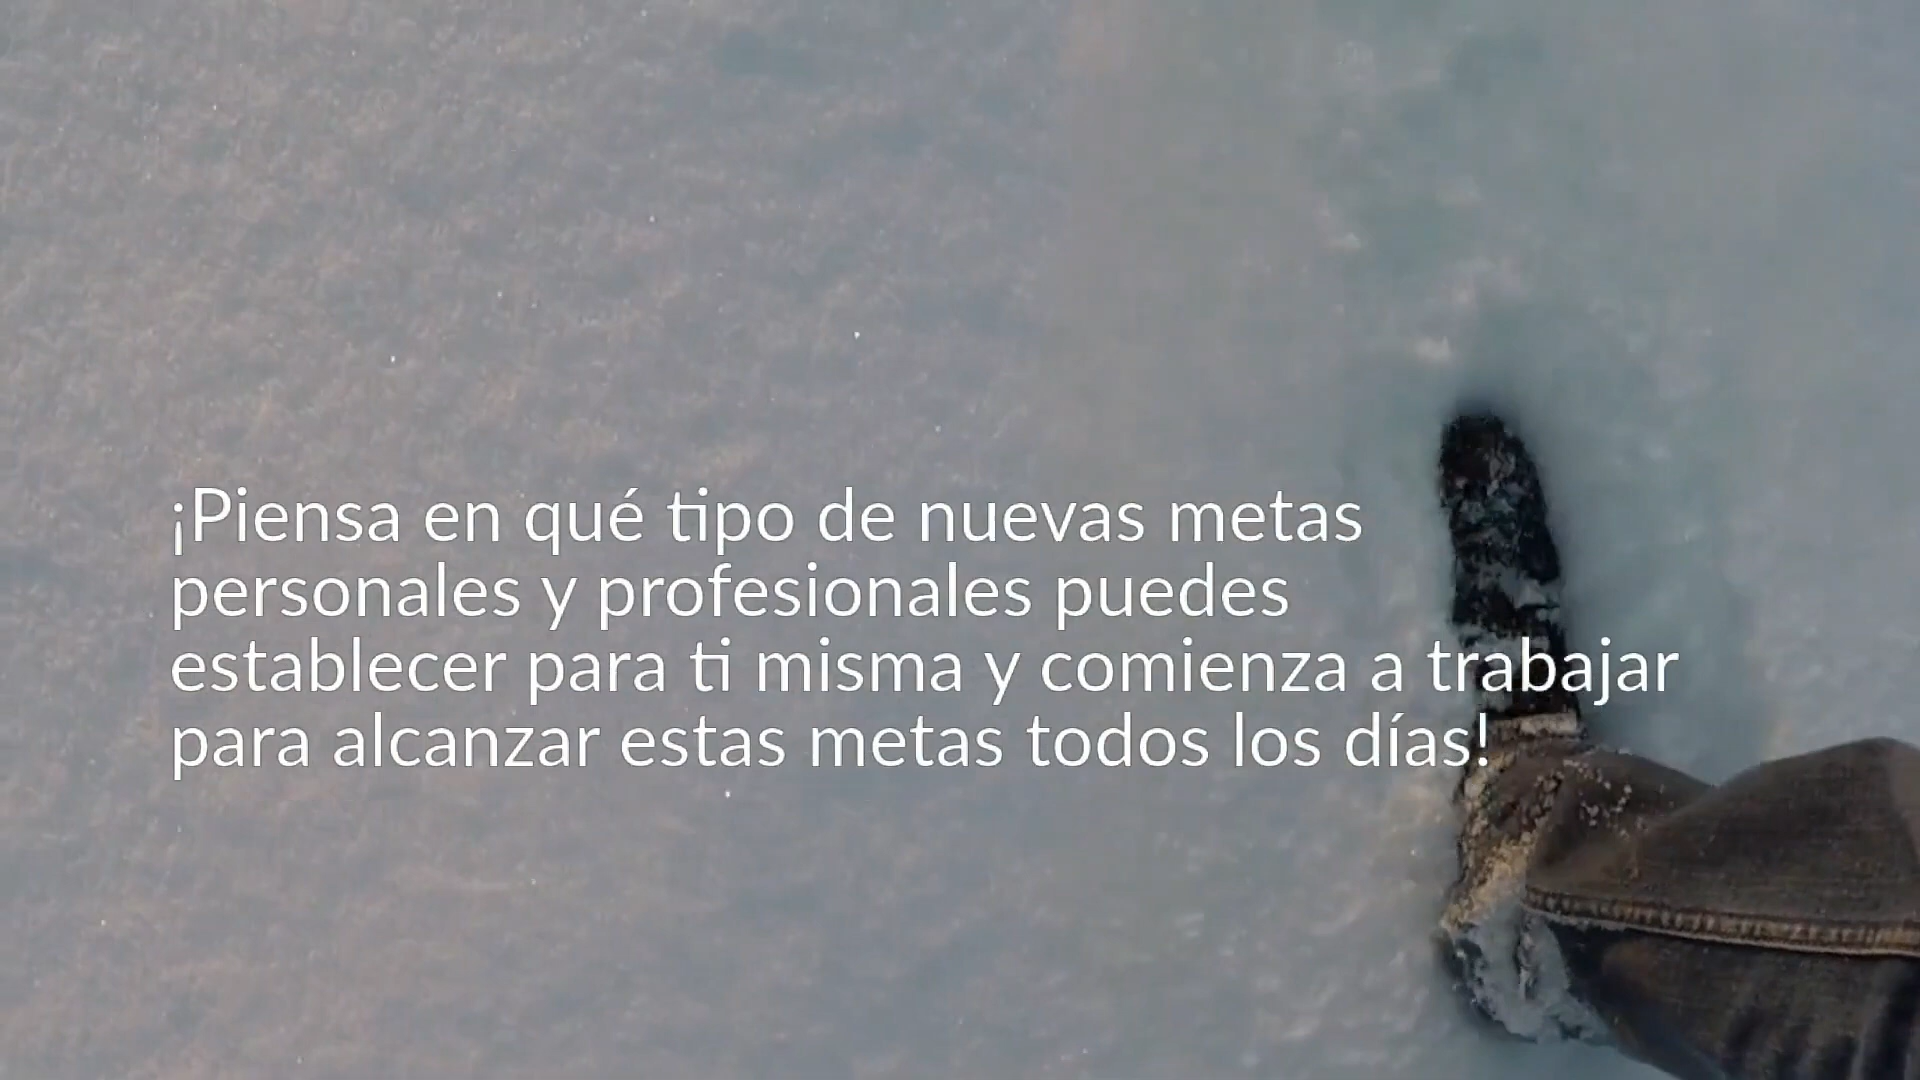 ¡Piensa en qué tipo de nuevas metas
personales y profesionales puedes
establecer para ti misma y comienza a trabajar
para alcanzar estas metas todos los días!